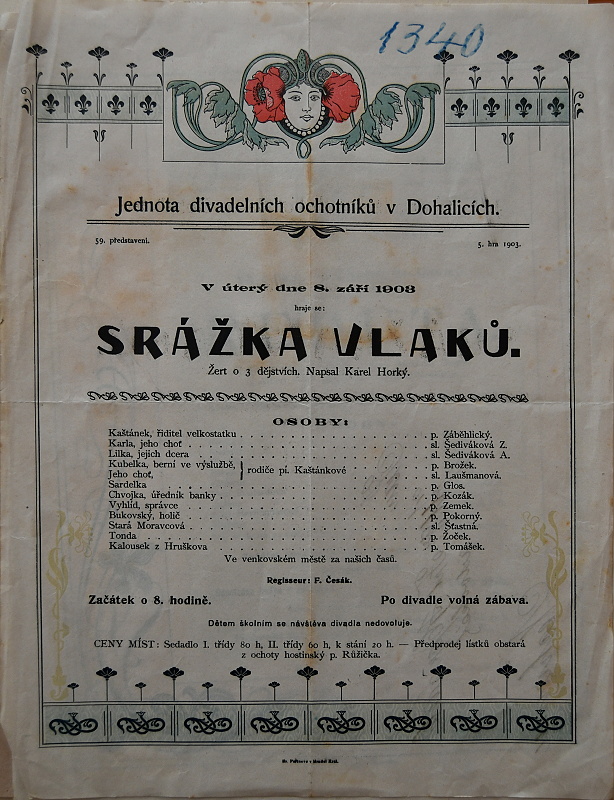 1340
Jednota divadelních ochotníků v Dohalicích.
59. představení. 5. hra 1903.
V úterý dne 8. září 1903
hraje se:
SRÁŽKA VLAKŮ.
Žert o 3 dějstvích. Napsal Karel Horký.
OSOBY:
Kaštánek, řiditel velkostatku . . . . . p. Záběhlický.
Karla, jeho choť . . . . . sl. Šediváková Z.
Lilka, jejich dcera . . . . . sl. Šediváková A.
Kubelka, berní ve výslužbě, } rodiče pí. Kaštánkové . . . . . p. Brožek.
Jeho choť, . . . . . sl. Laušmanová.
Sardelka . . . . . p. Glos.
Chvojka, úředník banky . . . . . p. Kozák.
Vyhlíd, správce . . . . . p. Zemek.
Bukovský, holič . . . . . p. Pokorný.
Stará Moravcová . . . . . sl. Šťastná.
Tonda . . . . . p. Žoček.
Kalousek z Hruškova . . . . . p. Tomášek.
Ve venkovském městě za našich časů.
Regisseur: F. Česák.
Začátek o 8. hodině. Po divadle volná zábava.
Dětem školním se návštěva divadla nedovoluje.
CENY MÍST: Sedadlo I. třídy 80 h, II. třídy 60 h, k stání 20 h. — Předprodej lístků obstará
z ochoty hostinský p. Růžička.